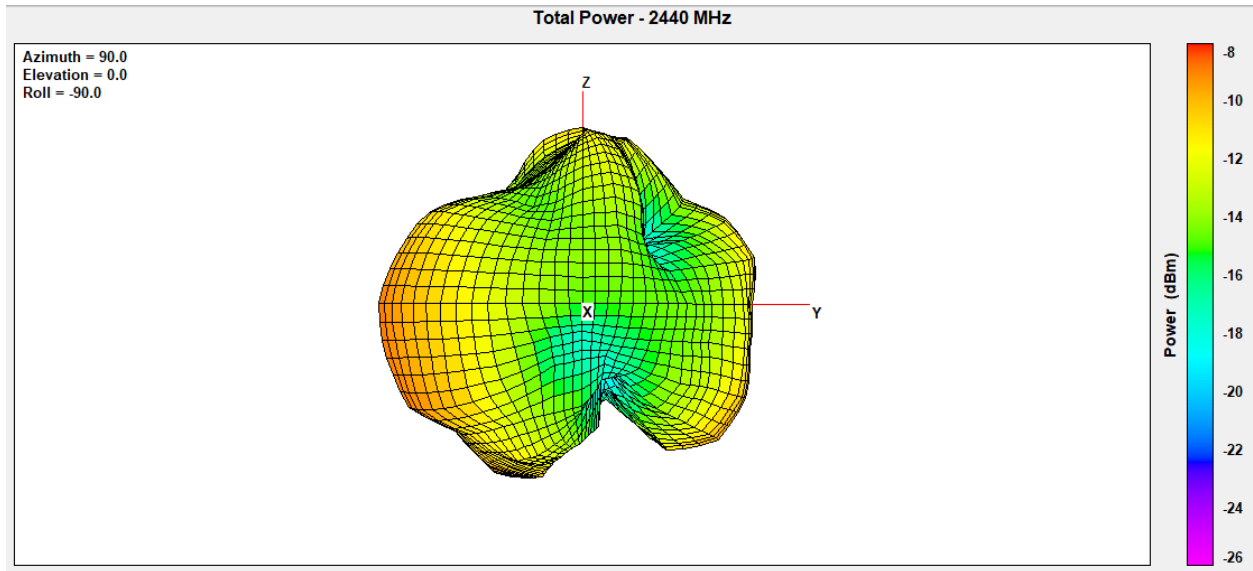 Total Power - 2440 MHz
Azimuth = 90.0
Elevation = 0.0
Roll = -90.0
Z
X
Y
-8
-10
-12
-14
-16
-18
-20
-22
-24
-26
Power (dBm)